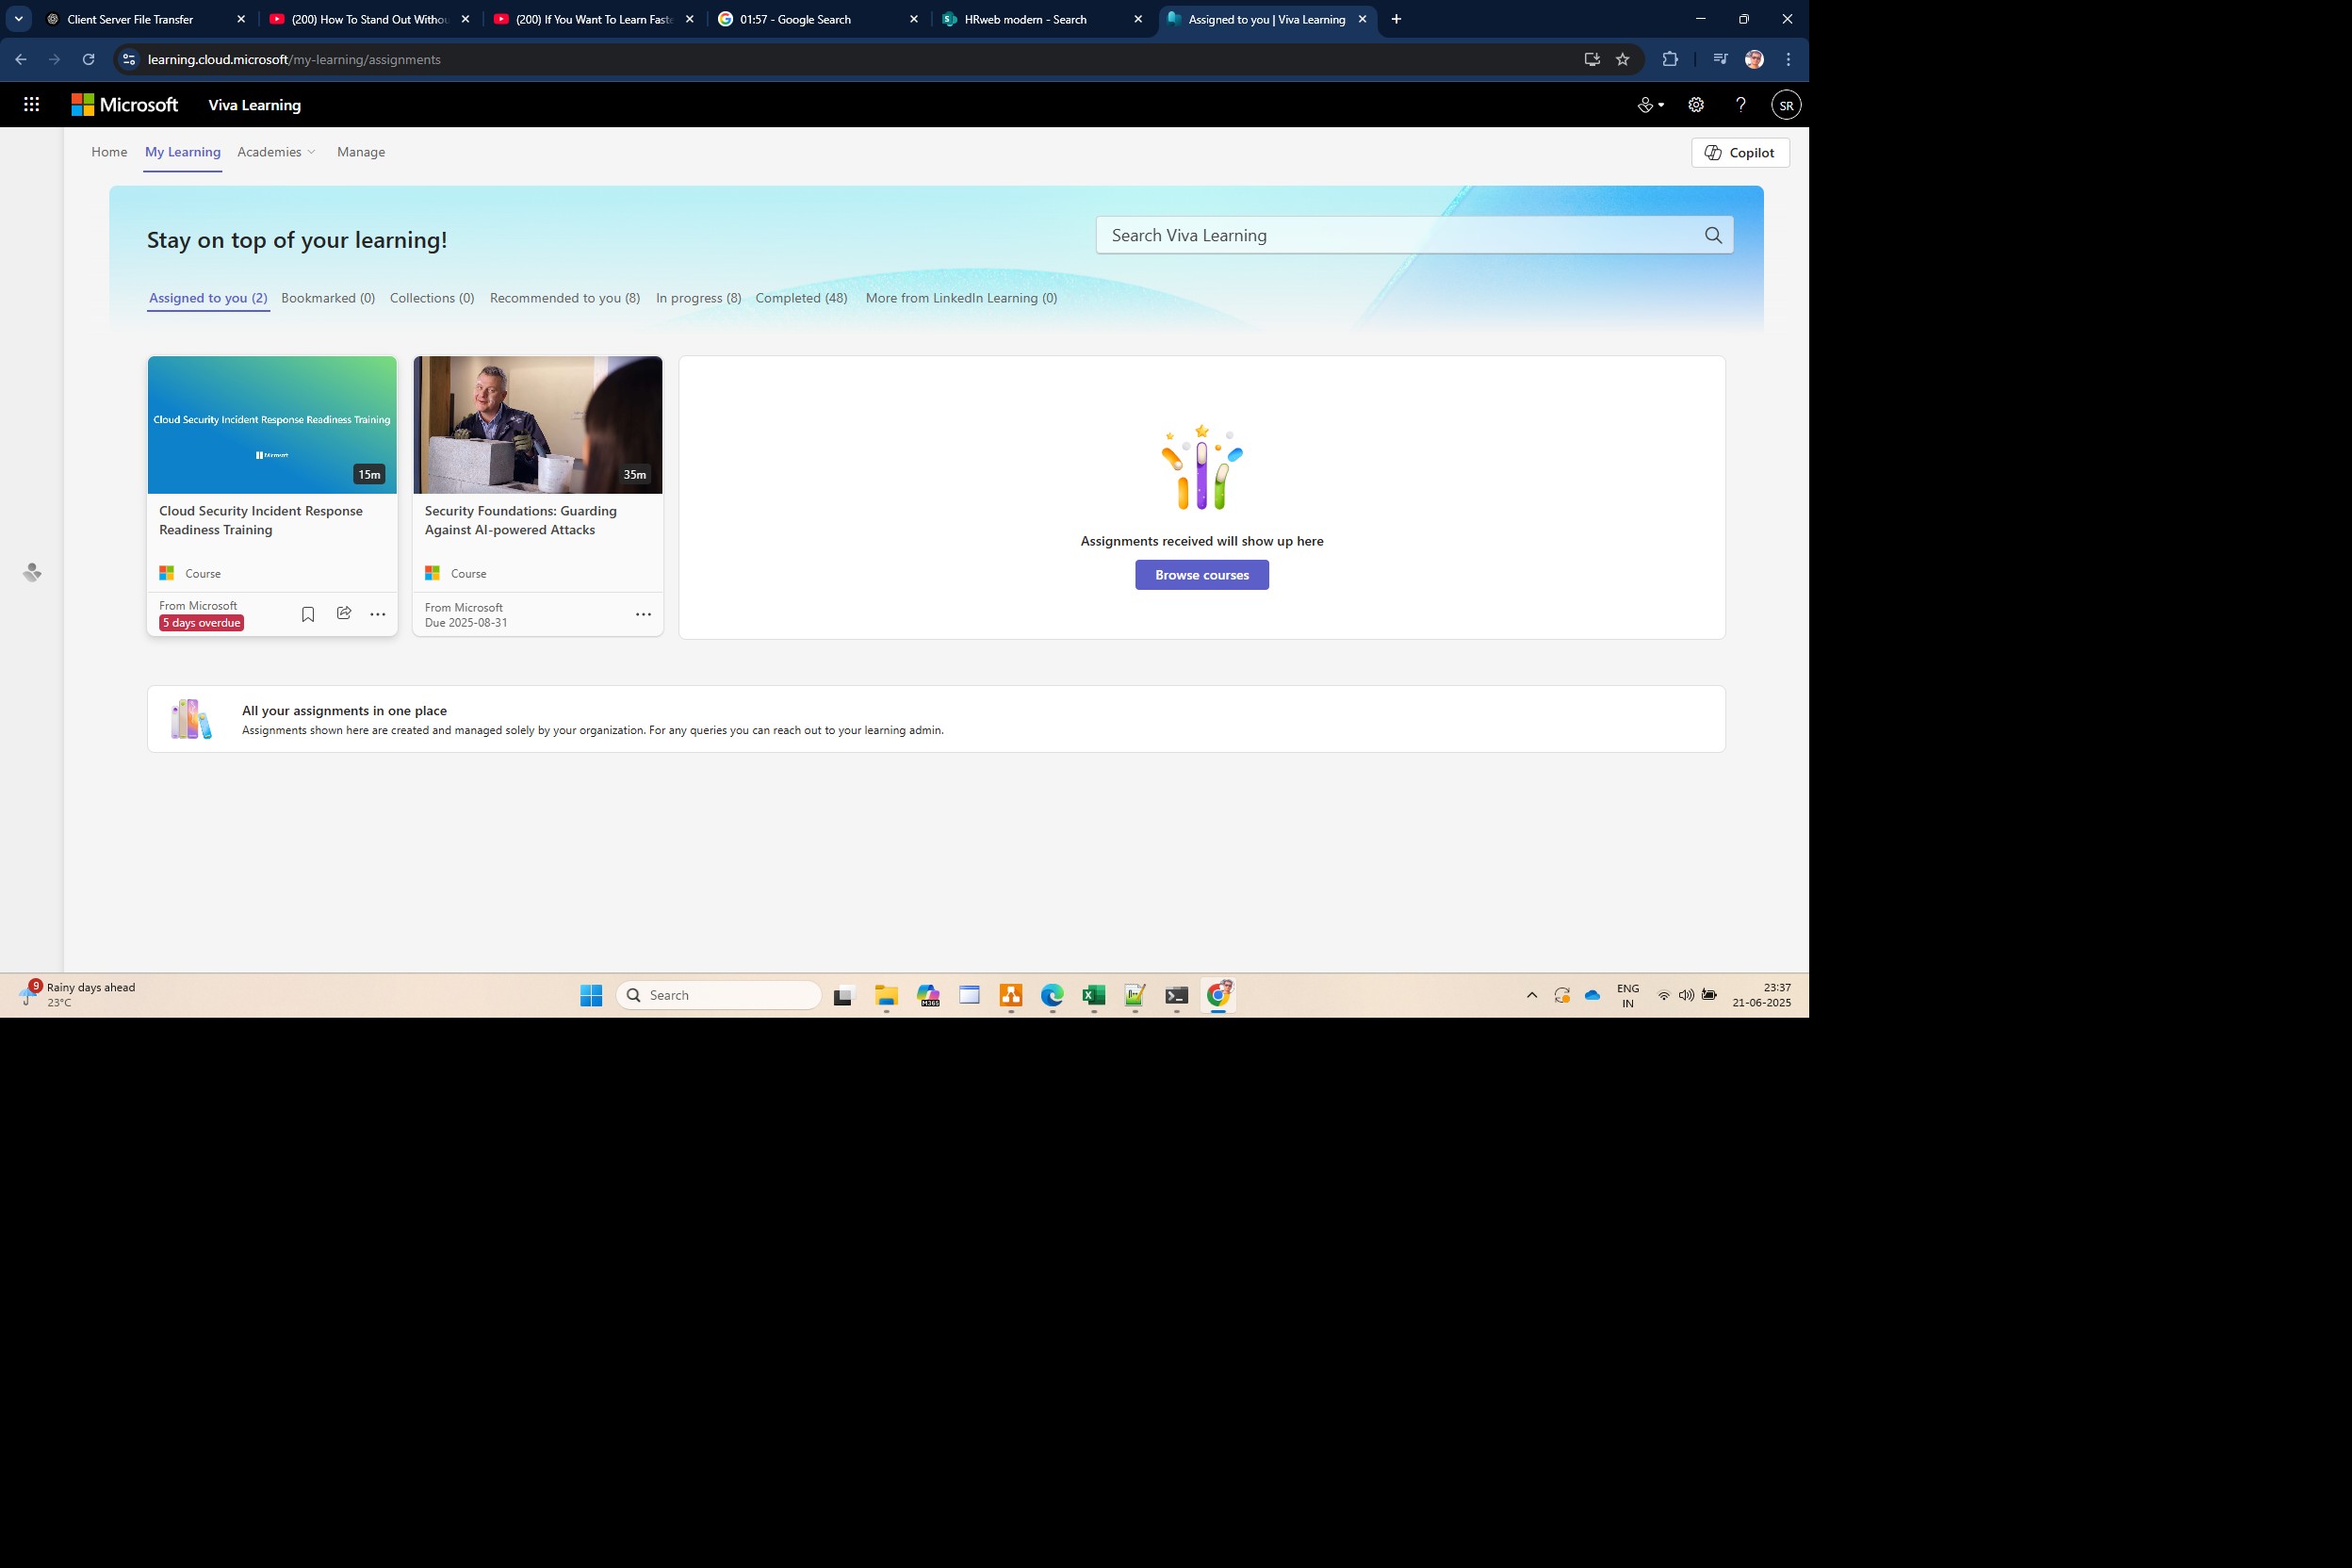 Client Server File Transfer
(200) How To Stand Out Withou
(200) If You Want To Learn Faste
01:57 - Google Search
HRweb modern - Search
Assigned to you | Viva Learning
learning.cloud.microsoft/my-learning/assignments
Microsoft
Viva Learning
SR
Home
My Learning
Academies
Manage
Copilot
Stay on top of your learning!
Search Viva Learning
Assigned to you (2)
Bookmarked (0)
Collections (0)
Recommended to you (8)
In progress (8)
Completed (48)
More from LinkedIn Learning (0)
Cloud Security Incident Response Readiness Training
Microsoft
15m
Cloud Security Incident Response
Readiness Training
Course
From Microsoft
5 days overdue
35m
Security Foundations: Guarding
Against AI-powered Attacks
Course
From Microsoft
Due 2025-08-31
Assignments received will show up here
Browse courses
All your assignments in one place
Assignments shown here are created and managed solely by your organization. For any queries you can reach out to your learning admin.
9
Rainy days ahead
23°C
Search
M365
ENG
IN
23:37
21-06-2025